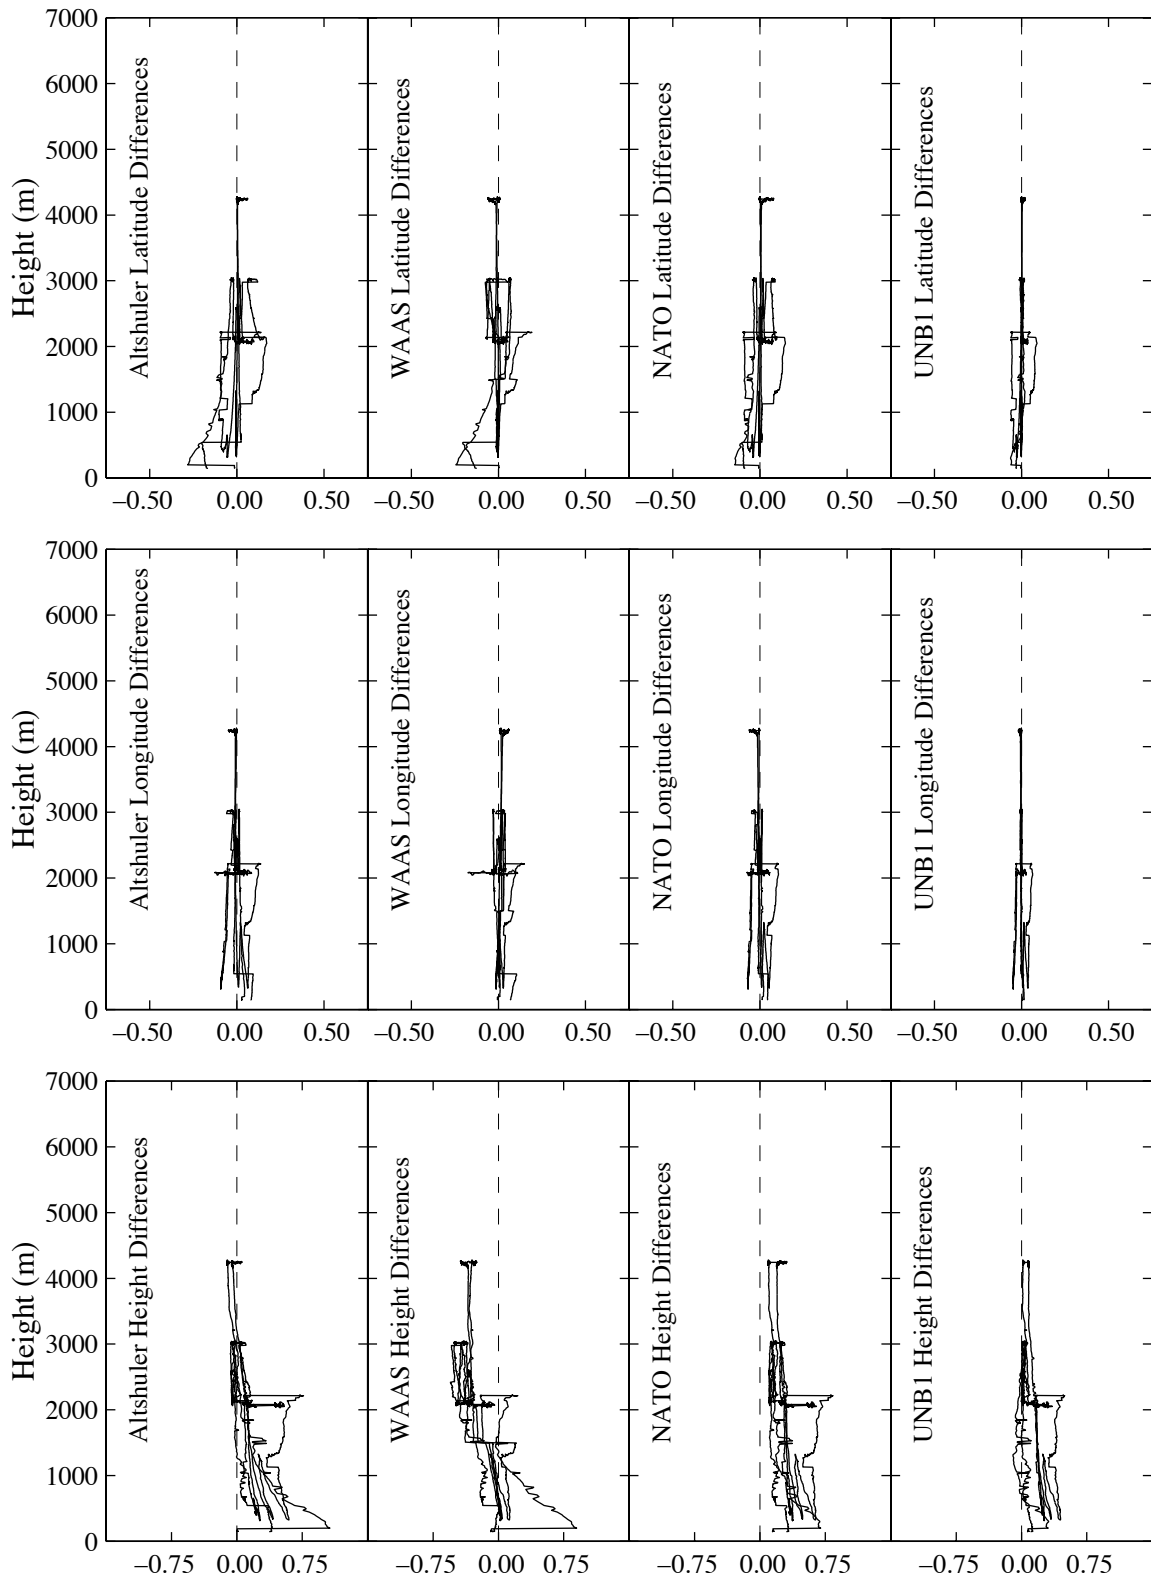 7000
6000
5000
4000
3000
2000
1000
0
Height (m)
Altshuler Latitude Differences
WAAS Latitude Differences
NATO Latitude Differences
UNB1 Latitude Differences
−0.50 0.00 0.50 −0.50 0.00 0.50 −0.50 0.00 0.50 −0.50 0.00 0.50
7000
6000
5000
4000
3000
2000
1000
0
Height (m)
Altshuler Longitude Differences
WAAS Longitude Differences
NATO Longitude Differences
UNB1 Longitude Differences
−0.50 0.00 0.50 −0.50 0.00 0.50 −0.50 0.00 0.50 −0.50 0.00 0.50
7000
6000
5000
4000
3000
2000
1000
0
Height (m)
Altshuler Height Differences
WAAS Height Differences
NATO Height Differences
UNB1 Height Differences
−0.75 0.00 0.75 −0.75 0.00 0.75 −0.75 0.00 0.75 −0.75 0.00 0.75